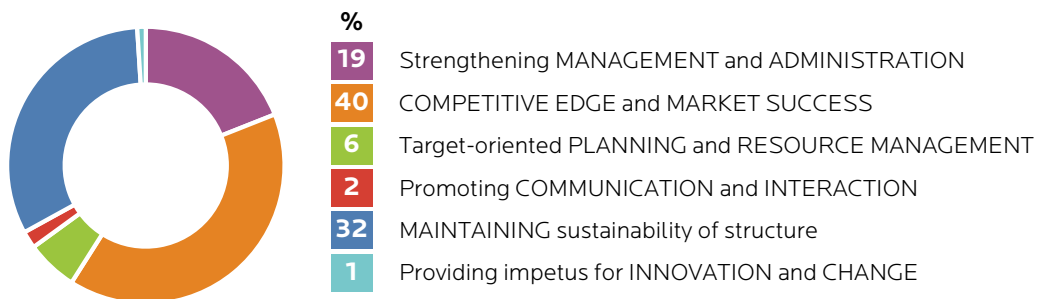 %
19 Strengthening MANAGEMENT and ADMINISTRATION
40 COMPETITIVE EDGE and MARKET SUCCESS
6 Target-oriented PLANNING and RESOURCE MANAGEMENT
2 Promoting COMMUNICATION and INTERACTION
32 MAINTAINING sustainability of structure
1 Providing impetus for INNOVATION and CHANGE